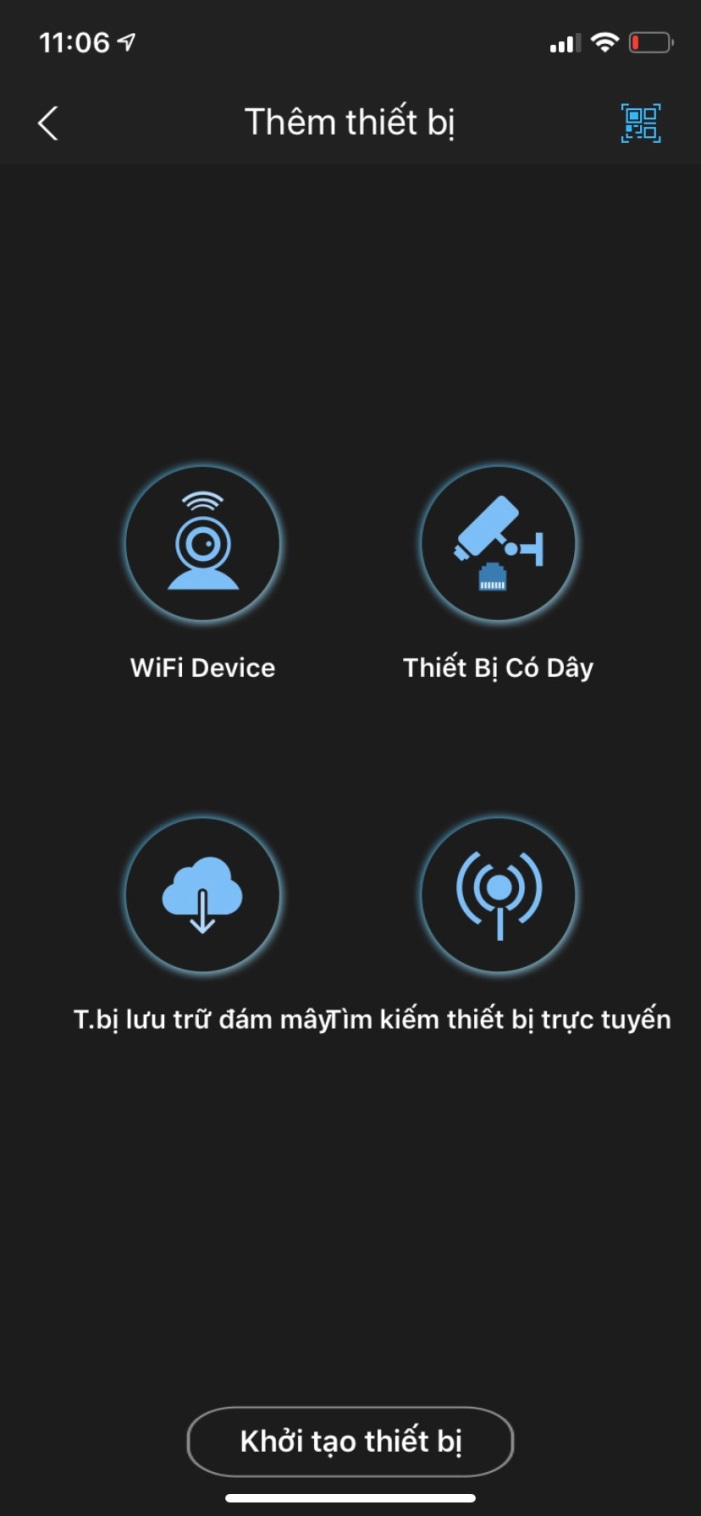 11:06
Thêm thiết bị
WiFi Device
Thiết Bị Có Dây
T.bị lưu trữ đám mây
Tìm kiếm thiết bị trực tuyến
Khởi tạo thiết bị